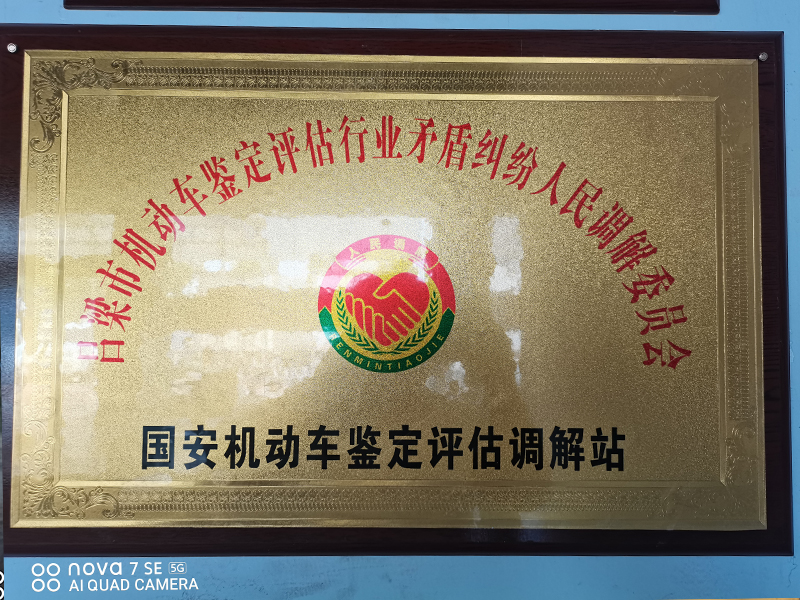 吕梁市机动车鉴定评估行业矛盾纠纷人民调解委员会
人民调解
RENMINTIAOJIE
国安机动车鉴定评估调解站
nova 7 SE 5G
AI QUAD CAMERA